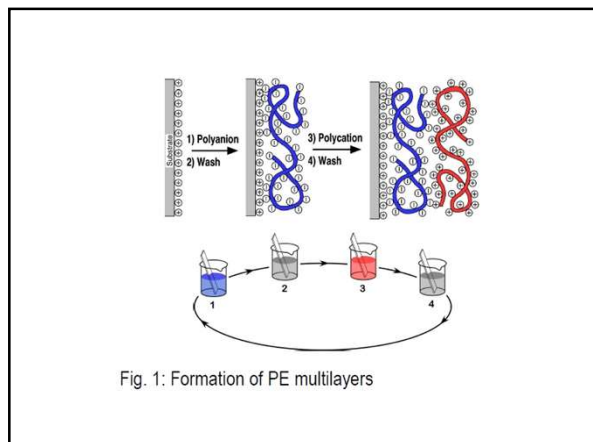 Substrate
1) Polyanion
2) Wash
3) Polycation
4) Wash
1
2
3
4
Fig. 1: Formation of PE multilayers